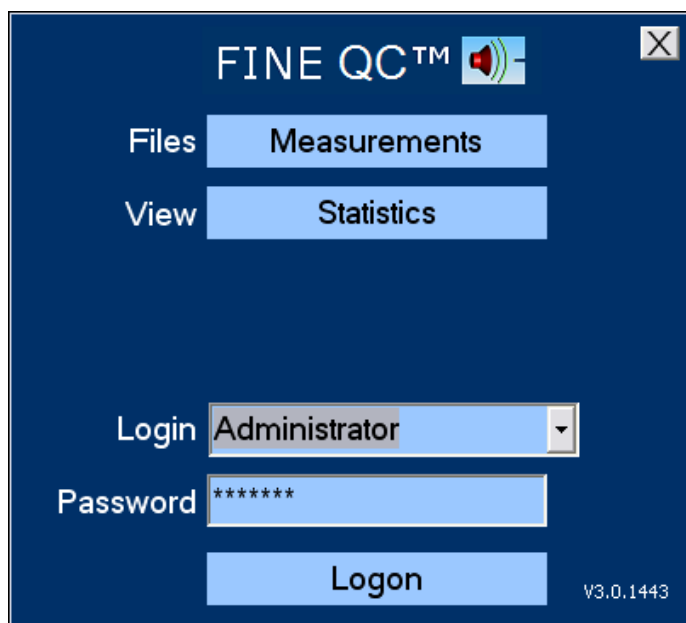 FINE QC™
Files Measurements
View Statistics
Login Administrator
Password *******
Logon
V3.0.1443